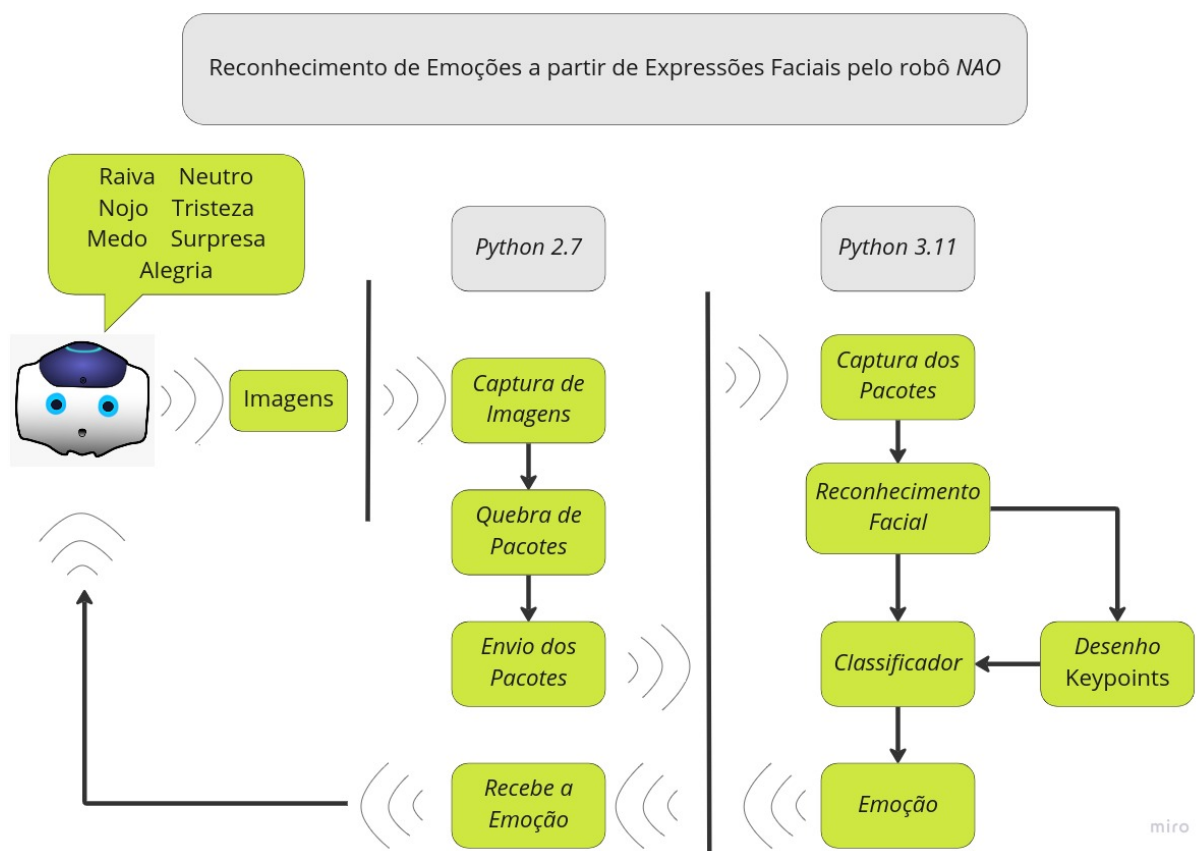 Reconhecimento de Emoções a partir de Expressões Faciais pelo robô NAO
Raiva Neutro
Nojo Tristeza
Medo Surpresa
Alegria
Imagens
Python 2.7
Captura de
Imagens
Quebra de
Pacotes
Envio dos
Pacotes
Recebe a
Emoção
Python 3.11
Captura dos
Pacotes
Reconhecimento
Facial
Classificador
Desenho
Keypoints
Emoção
miro